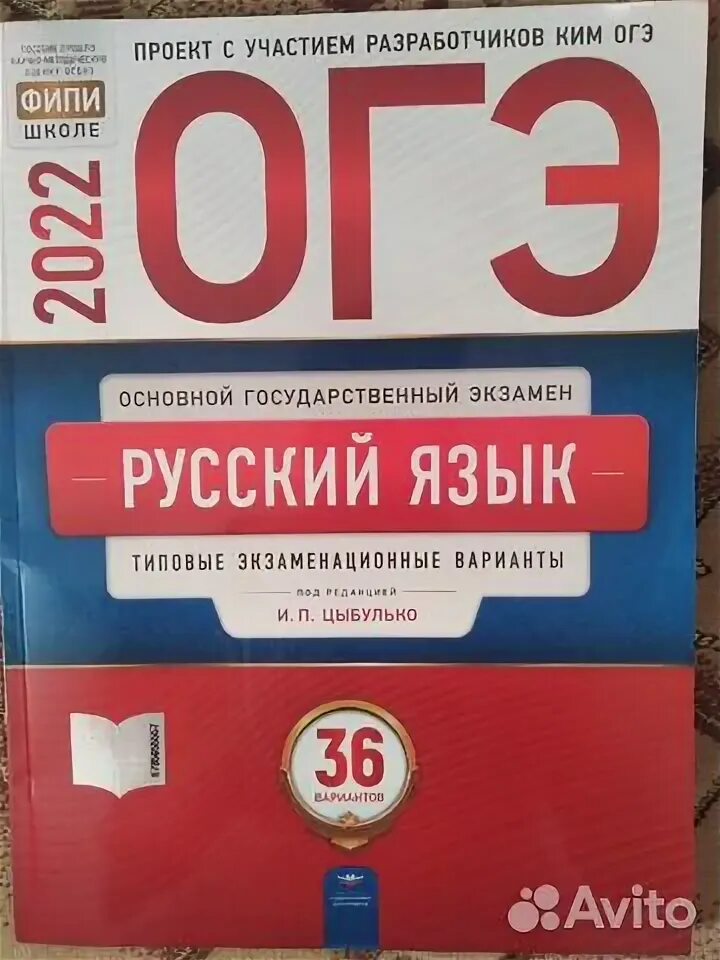 ПРОЕКТ С УЧАСТИЕМ РАЗРАБОТЧИКОВ КИМ ОГЭ
ФИПИ
ШКОЛЕ
2022
ОГЭ
ОСНОВНОЙ ГОСУДАРСТВЕННЫЙ ЭКЗАМЕН
РУССКИЙ ЯЗЫК
ТИПОВЫЕ ЭКЗАМЕНАЦИОННЫЕ ВАРИАНТЫ
ПОД РЕДАКЦИЕЙ
И. П. ЦЫБУЛЬКО
36
ВАРИАНТОВ
Avito